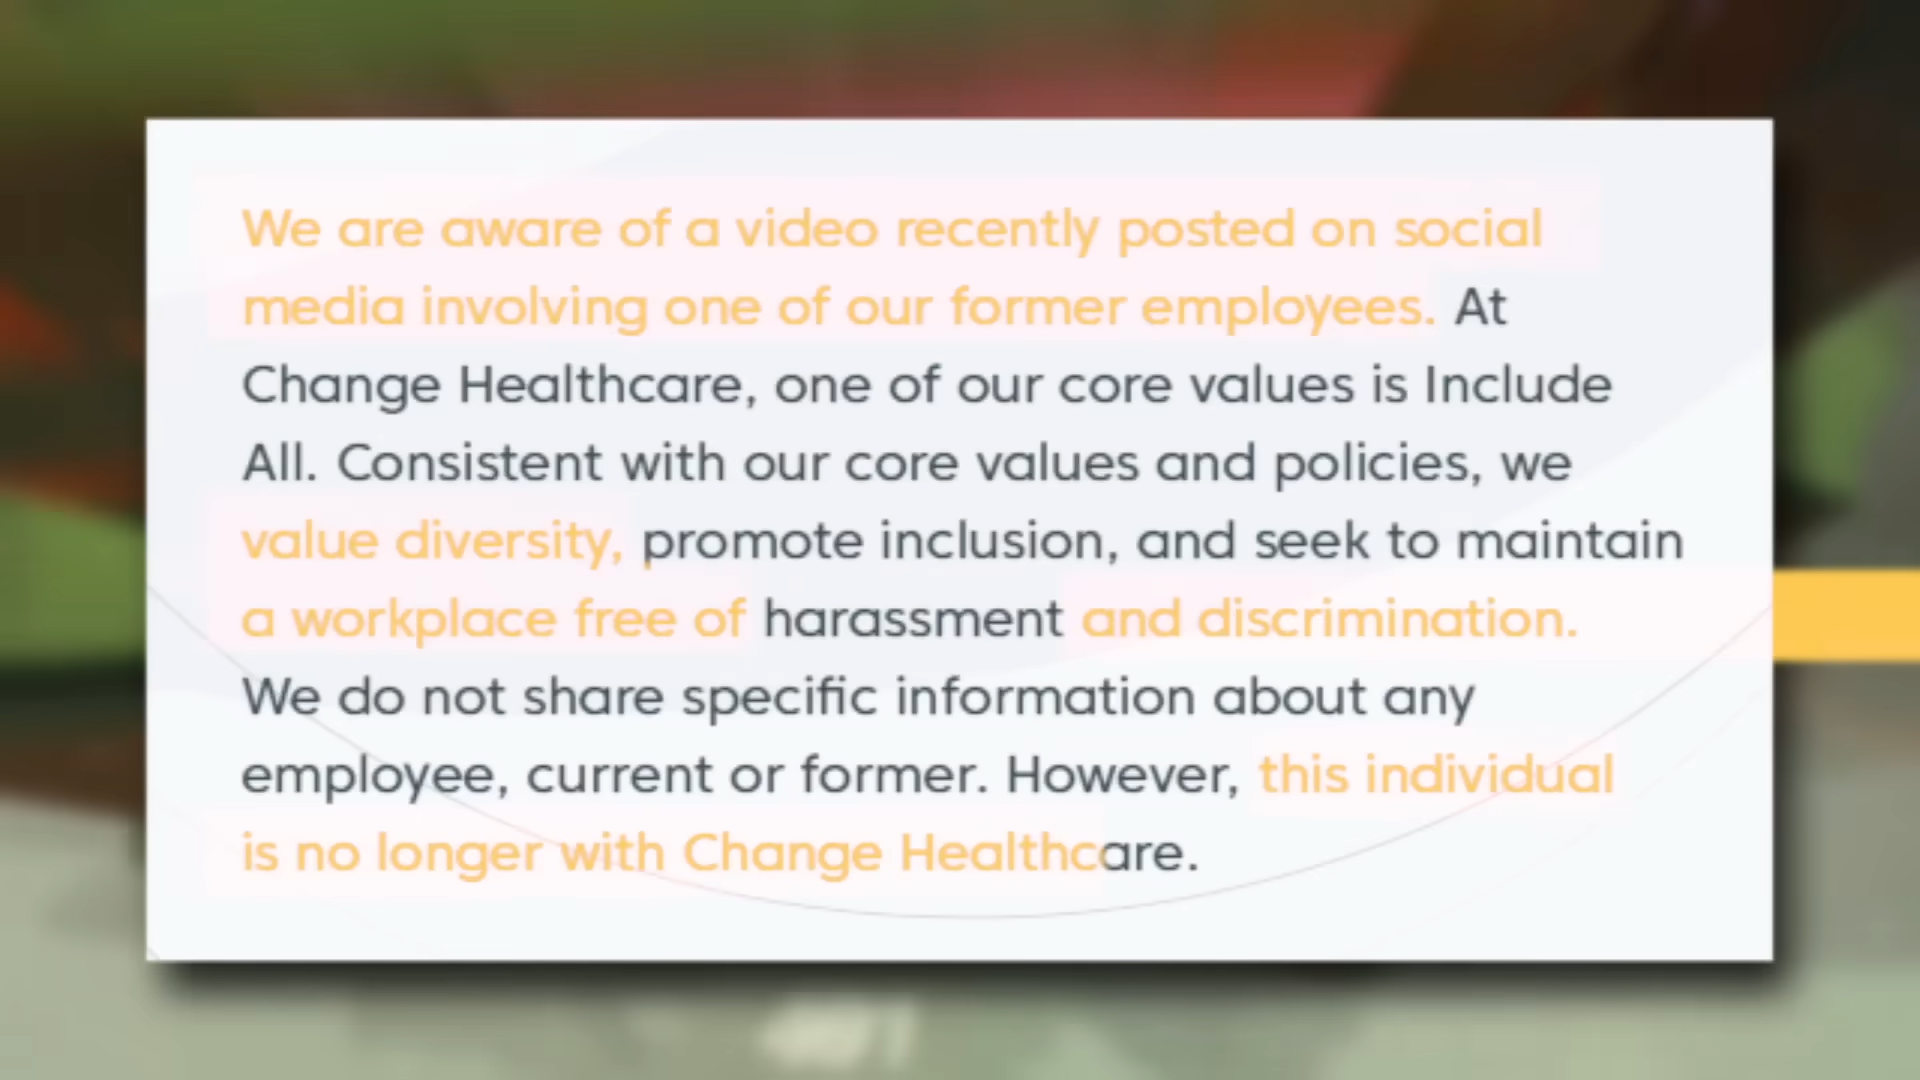 We are aware of a video recently posted on social
media involving one of our former employees. At
Change Healthcare, one of our core values is Include
All. Consistent with our core values and policies, we
value diversity, promote inclusion, and seek to maintain
a workplace free of harassment and discrimination.
We do not share specific information about any
employee, current or former. However, this individual
is no longer with Change Healthcare.